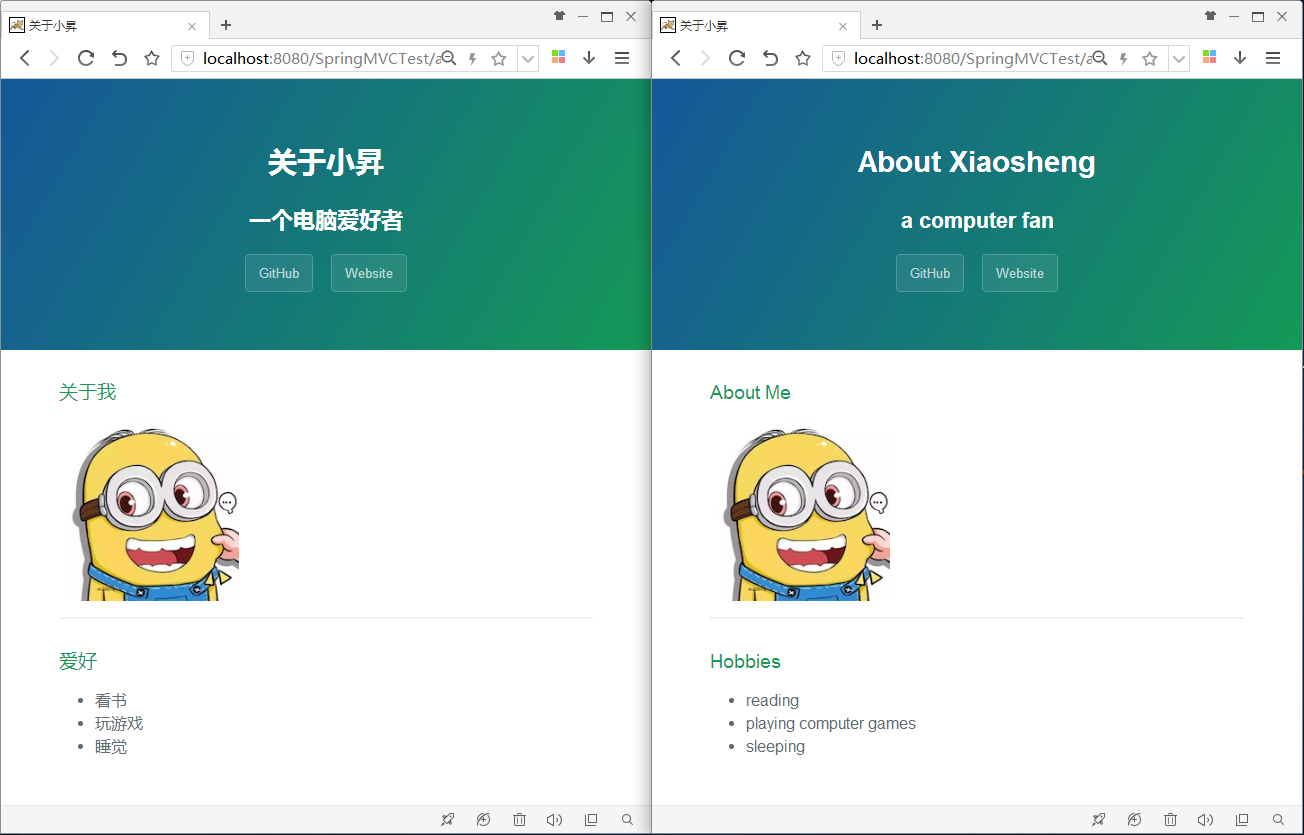 关于小昇
localhost:8080/SpringMVCTest/a
关于小昇
一个电脑爱好者
GitHub Website
关于我
爱好
看书
玩游戏
睡觉
关于小昇
localhost:8080/SpringMVCTest/a
About Xiaosheng
a computer fan
GitHub Website
About Me
Hobbies
reading
playing computer games
sleeping